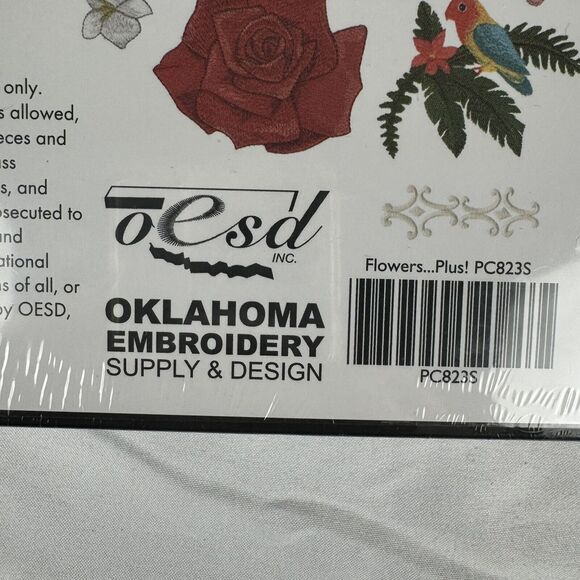 only.
s allowed,
eces and
ass
s, and
osecuted to
and
ational
ns of all, or
by OESD,
oesd
INC.
OKLAHOMA
EMBROIDERY
SUPPLY & DESIGN
Flowers...Plus! PC823S
PC823S